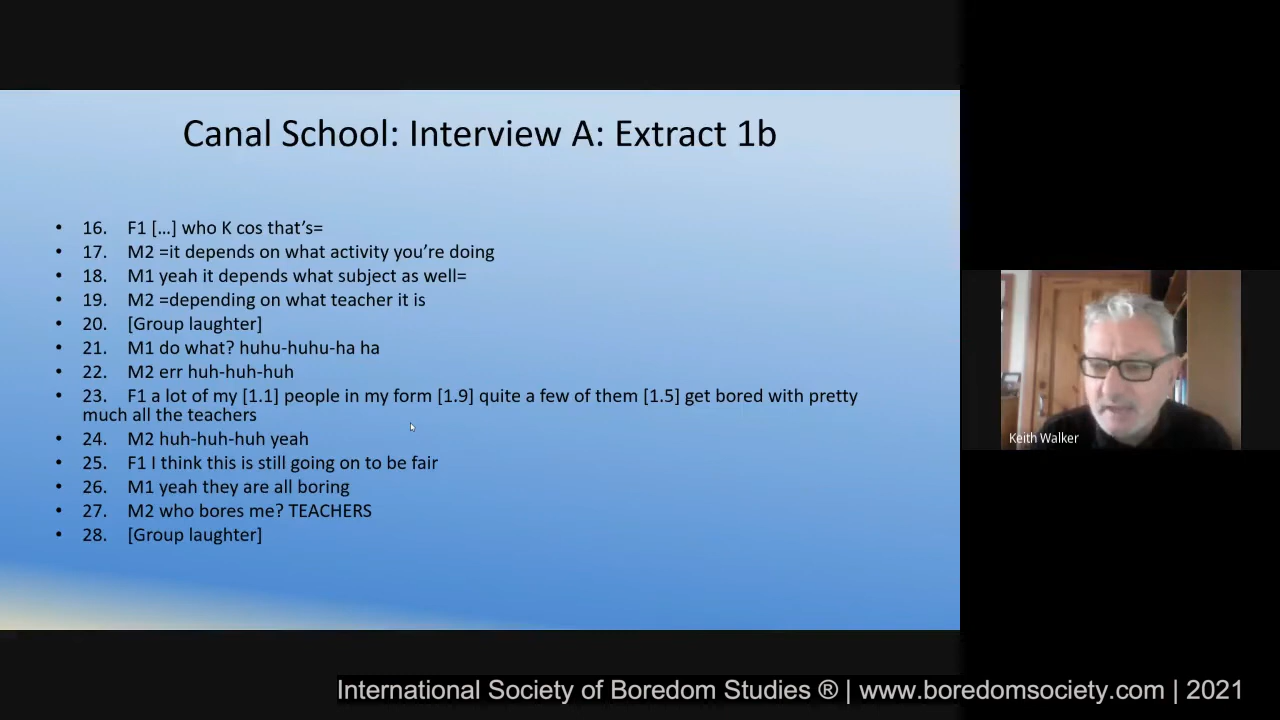 Canal School: Interview A: Extract 1b
• 16. F1 […] who K cos that’s=
• 17. M2 =it depends on what activity you’re doing
• 18. M1 yeah it depends what subject as well=
• 19. M2 =depending on what teacher it is
• 20. [Group laughter]
• 21. M1 do what? huhu-huhu-ha ha
• 22. M2 err huh-huh-huh
• 23. F1 a lot of my [1.1] people in my form [1.9] quite a few of them [1.5] get bored with pretty
much all the teachers
• 24. M2 huh-huh-huh yeah
• 25. F1 I think this is still going on to be fair
• 26. M1 yeah they are all boring
• 27. M2 who bores me? TEACHERS
• 28. [Group laughter]
Keith Walker
International Society of Boredom Studies ® | www.boredomsociety.com | 2021